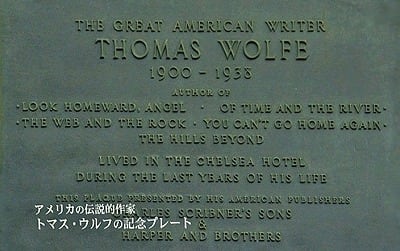 THE GREAT AMERICAN WRITER
THOMAS WOLFE
1900 - 1938
AUTHOR OF
·LOOK HOMEWARD, ANGEL · OF TIME AND THE RIVER·
·THE WEB AND THE ROCK · YOU CAN'T GO HOME AGAIN·
THE HILLS BEYOND
LIVED IN THE CHELSEA HOTEL
DURING THE LAST YEARS OF HIS LIFE
THIS PLAQUE PRESENTED BY HIS AMERICAN PUBLISHERS
アメリカの伝説的作家
SCRIBNER'S SONS
トマス・ウルフの記念プレート
&
HARPER AND BROTHERS